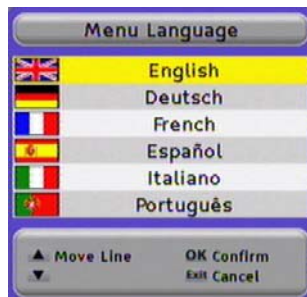 Menu Language
English
Deutsch
French
Español
Italiano
Português
▲ Move Line OK Confirm
▼ Exit Cancel